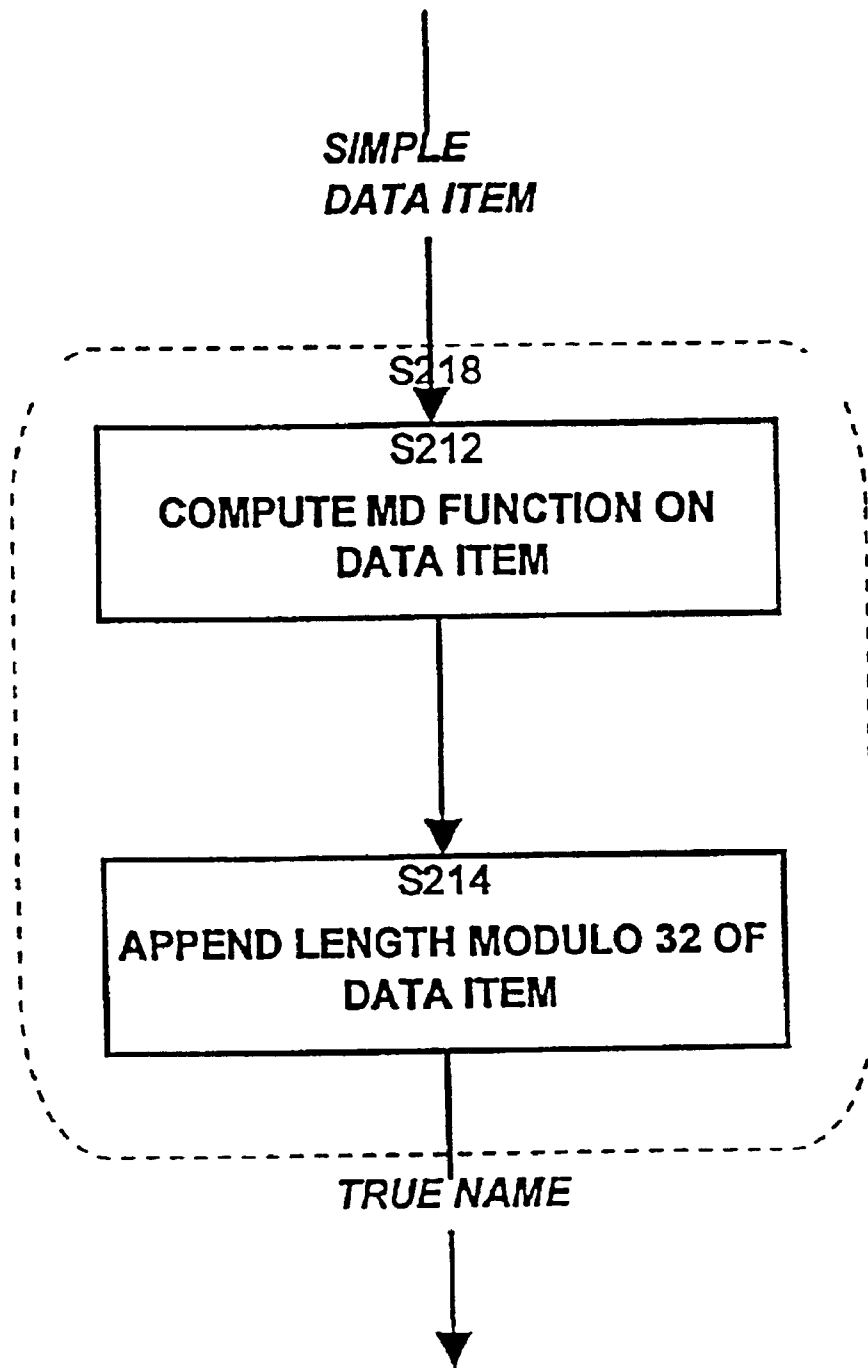 SIMPLE
DATA ITEM
S218
S212
COMPUTE MD FUNCTION ON
DATA ITEM
S214
APPEND LENGTH MODULO 32 OF
DATA ITEM
TRUE NAME